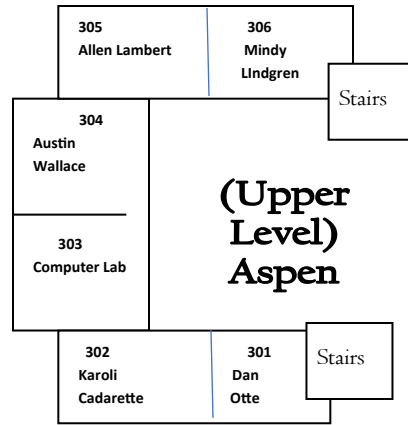 305
Allen Lambert
306
Mindy
LIndgren
Stairs
304
Austin
Wallace
(Upper
Level)
Aspen
303
Computer Lab
302
Karoli
Cadarette
301
Dan
Otte
Stairs